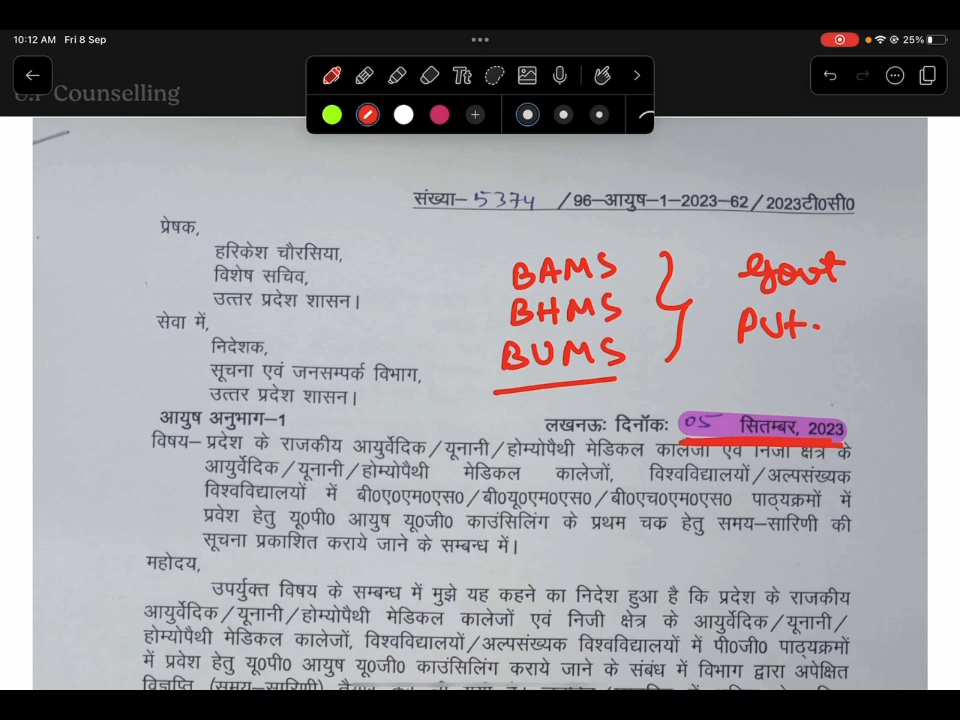 10:12 AM Fri 8 Sep
25%
Tt
U.P Counselling
संख्या- 5374 /96-आयुष-1-2023-62/2023टी0सी0
प्रेषक,
हरिकेश चौरसिया,
विशेष सचिव,
उत्तर प्रदेश शासन।
सेवा में,
निदेशक,
सूचना एवं जनसम्पर्क विभाग,
उत्तर प्रदेश शासन।
BAMS
BHMS
BUMS
Govt
Pvt.
आयुष अनुभाग-1 लखनऊः दिनॉकः 05 सितम्बर, 2023
विषय- प्रदेश के राजकीय आयुर्वेदिक/यूनानी/होम्योपैथी मेडिकल कालेजों एवं निजी क्षेत्र के
आयुर्वेदिक/यूनानी/होम्योपैथी मेडिकल कालेजों, विश्वविद्यालयों/अल्पसंख्यक
विश्वविद्यालयों में बी0ए0एम0एस0/बी0यू0एम0एस0/बी0एच0एम0एस0 पाठ्यक्रमों में
प्रवेश हेतु यू0पी0 आयुष यू0जी0 काउंसिलिंग के प्रथम चक्र हेतु समय-सारिणी की
सूचना प्रकाशित कराये जाने के सम्बन्ध में।
महोदय,
उपर्युक्त विषय के सम्बन्ध में मुझे यह कहने का निदेश हुआ है कि प्रदेश के राजकीय
आयुर्वेदिक/यूनानी/होम्योपैथी मेडिकल कालेजों एवं निजी क्षेत्र के आयुर्वेदिक/यूनानी/
होम्योपैथी मेडिकल कालेजों, विश्वविद्यालयों/अल्पसंख्यक विश्वविद्यालयों में पी0जी0 पाठ्यक्रमों
में प्रवेश हेतु यू0पी0 आयुष यू0जी0 काउंसिलिंग कराये जाने के संबंध में विभाग द्वारा अपेक्षित
विज्ञप्ति (समय-सारिणी)